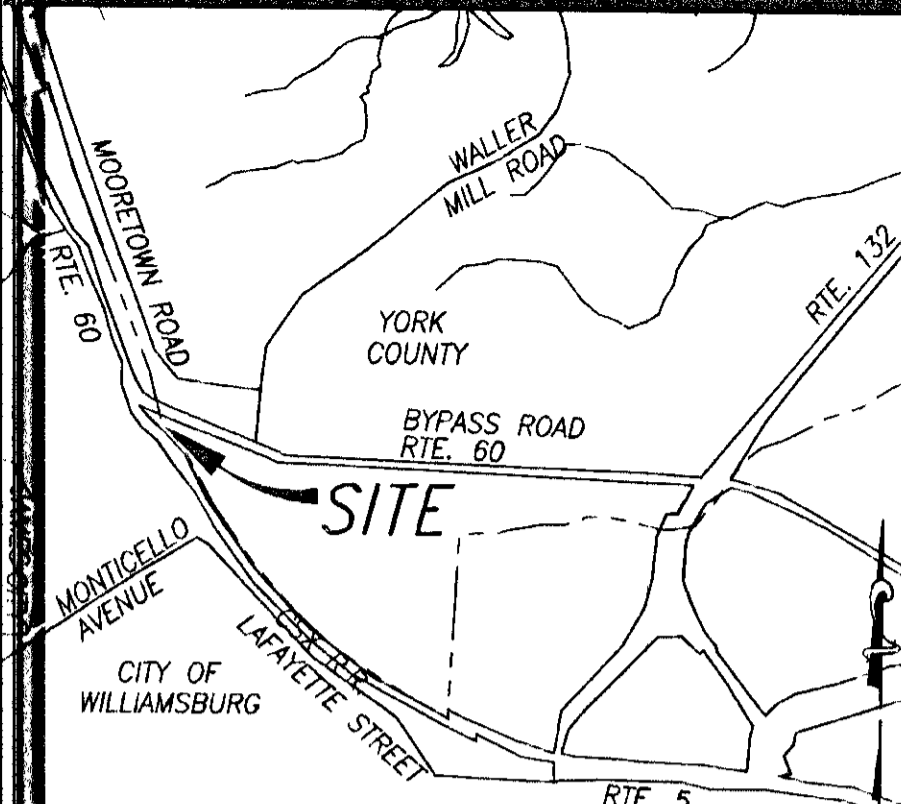 WALLER
MILL ROAD
MOORETOWN ROAD
RTE. 60
RTE. 132
YORK
COUNTY
BYPASS ROAD
RTE. 60
SITE
MONTICELLO
AVENUE
CSX R.R.
LAFAYETTE STREET
CITY OF
WILLIAMSBURG
RTE. 5